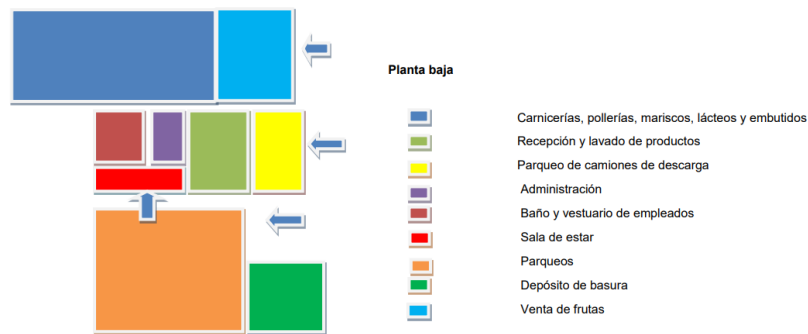 Planta baja
Carnicerías, pollerías, mariscos, lácteos y embutidos
Recepción y lavado de productos
Parqueo de camiones de descarga
Administración
Baño y vestuario de empleados
Sala de estar
Parqueos
Depósito de basura
Venta de frutas